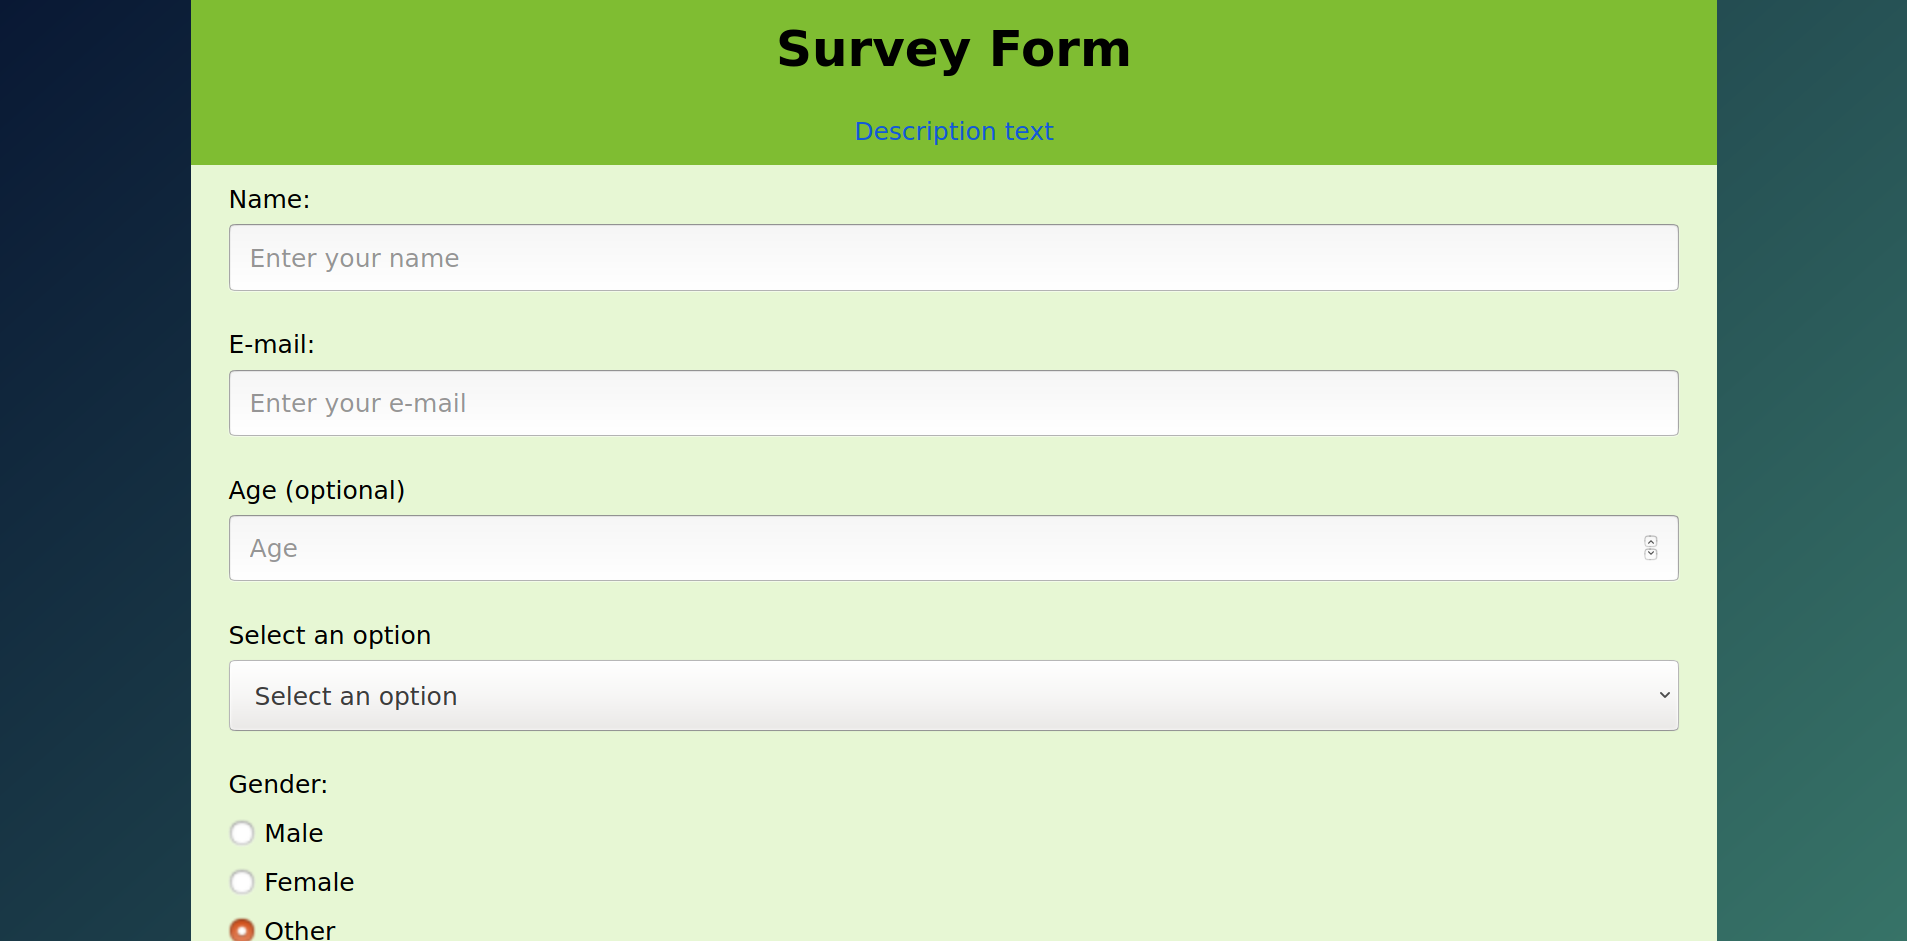 Survey Form
Description text
Name:
Enter your name
E-mail:
Enter your e-mail
Age (optional)
Age
Select an option
Select an option
Gender:
Male
Female
Other